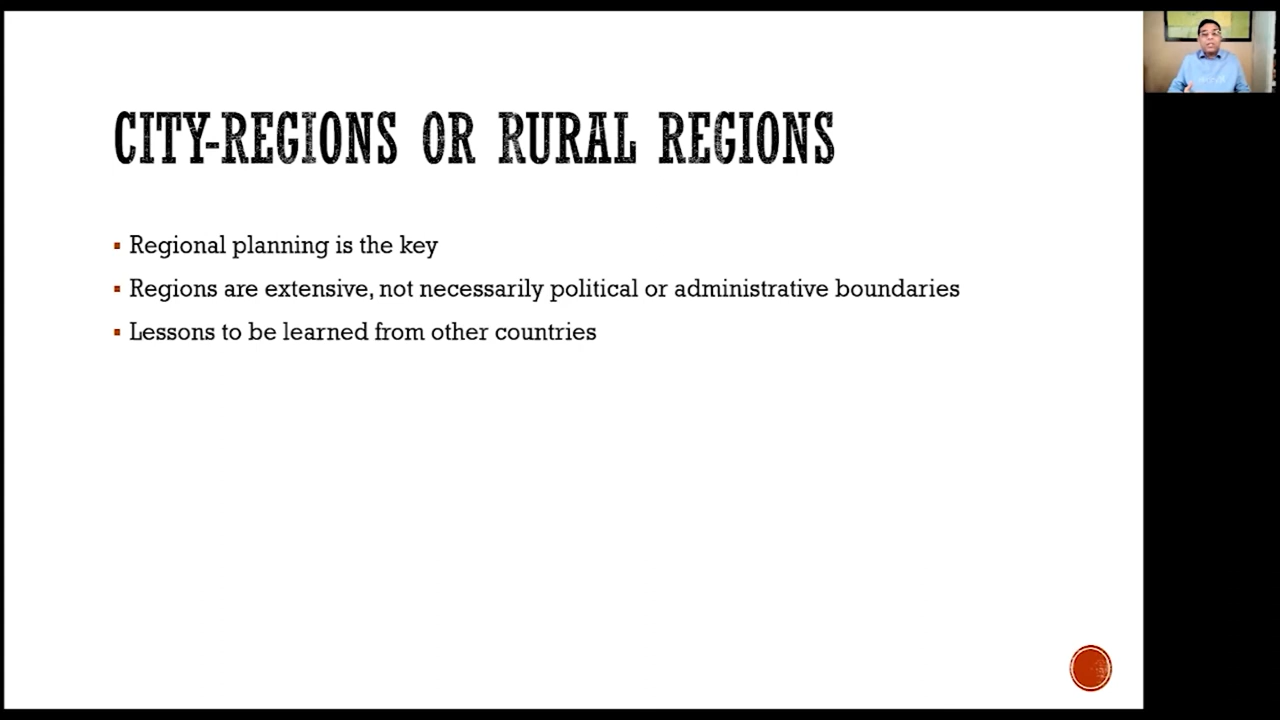 CITY-REGIONS OR RURAL REGIONS
Regional planning is the key
Regions are extensive, not necessarily political or administrative boundaries
Lessons to be learned from other countries